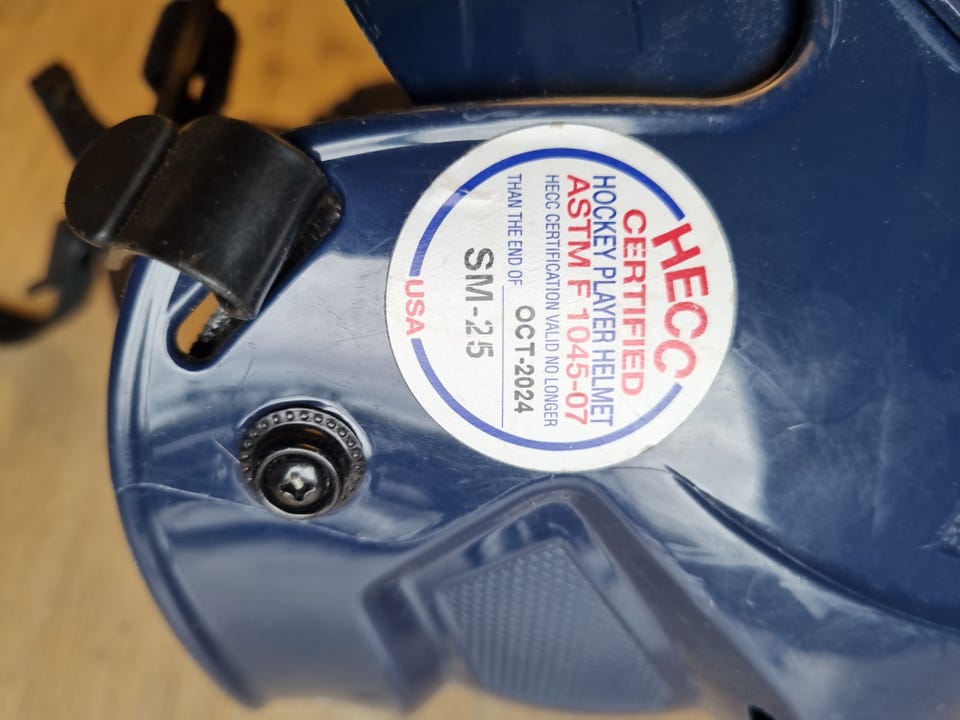 HECC
CERTIFIED
HOCKEY PLAYER HELMET
ASTM F 1045-07
HECC CERTIFICATION VALID NO LONGER
THAN THE END OF OCT-2024
SM-25
USA